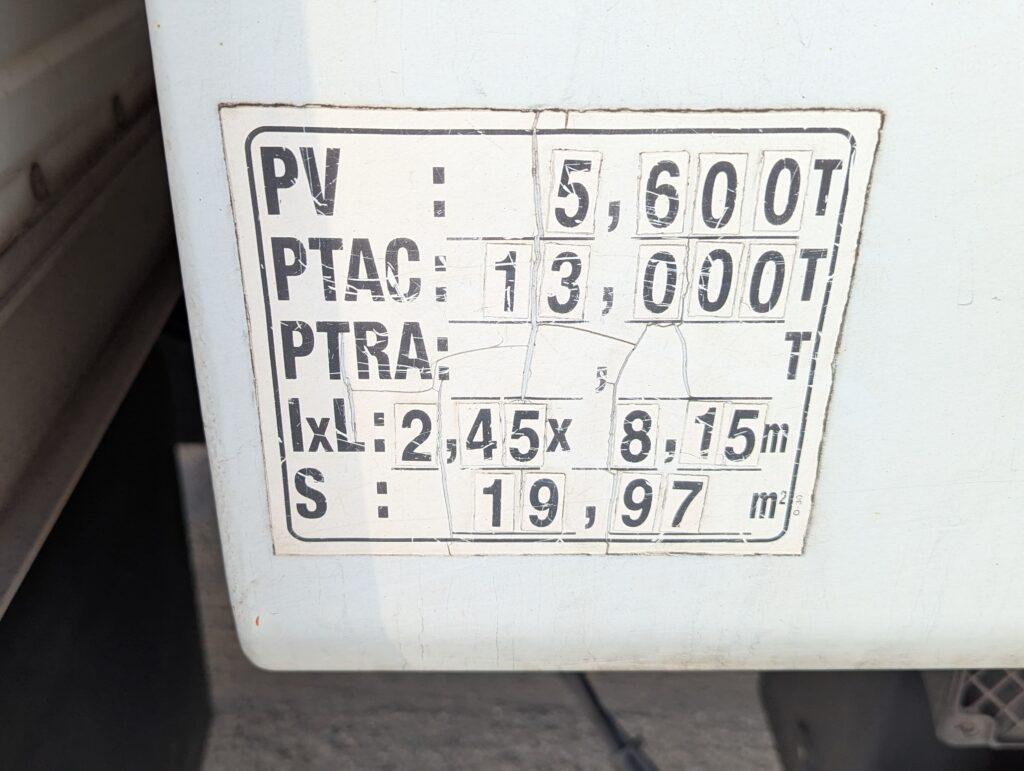 PV : 5,600T
PTAC: 13,000T
PTRA: , T
lxL: 2,45x 8,15m
S : 19,97 m²